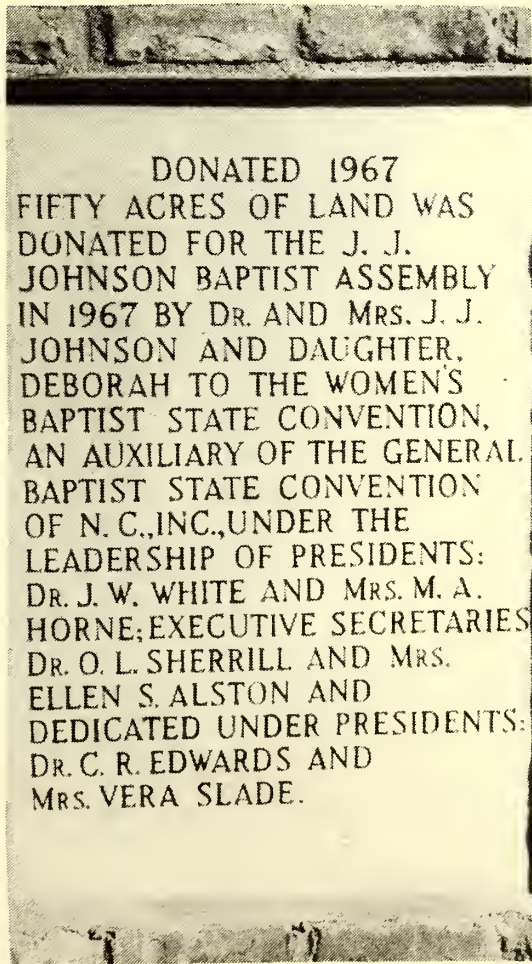 DONATED 1967
FIFTY ACRES OF LAND WAS
DONATED FOR THE J. J.
JOHNSON BAPTIST ASSEMBLY
IN 1967 BY DR. AND MRS. J. J.
JOHNSON AND DAUGHTER,
DEBORAH TO THE WOMEN'S
BAPTIST STATE CONVENTION,
AN AUXILIARY OF THE GENERAL
BAPTIST STATE CONVENTION
OF N. C.,INC.,UNDER THE
LEADERSHIP OF PRESIDENTS:
DR. J. W. WHITE AND MRS. M. A.
HORNE; EXECUTIVE SECRETARIES
DR. O. L. SHERRILL AND MRS.
ELLEN S. ALSTON AND
DEDICATED UNDER PRESIDENTS:
DR. C. R. EDWARDS AND
MRS. VERA SLADE.